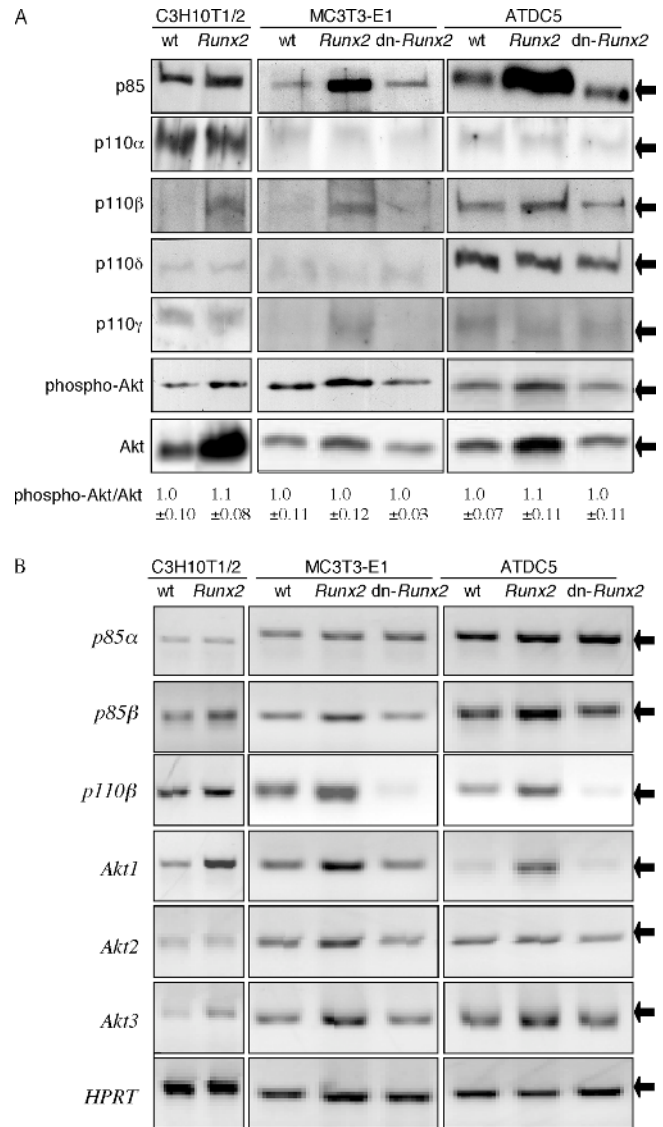 A
C3H10T1/2 MC3T3-E1 ATDC5
wt Runx2 wt Runx2 dn-Runx2 wt Runx2 dn-Runx2
p85
p110α
p110β
p110δ
p110γ
phospho-Akt
Akt
phospho-Akt/Akt 1.0 1.1 1.0 1.0 1.0 1.0 1.1 1.0
±0.10 ±0.08 ±0.11 ±0.12 ±0.03 ±0.07 ±0.11 ±0.11
B
C3H10T1/2 MC3T3-E1 ATDC5
wt Runx2 wt Runx2 dn-Runx2 wt Runx2 dn-Runx2
p85α
p85β
p110β
Akt1
Akt2
Akt3
HPRT